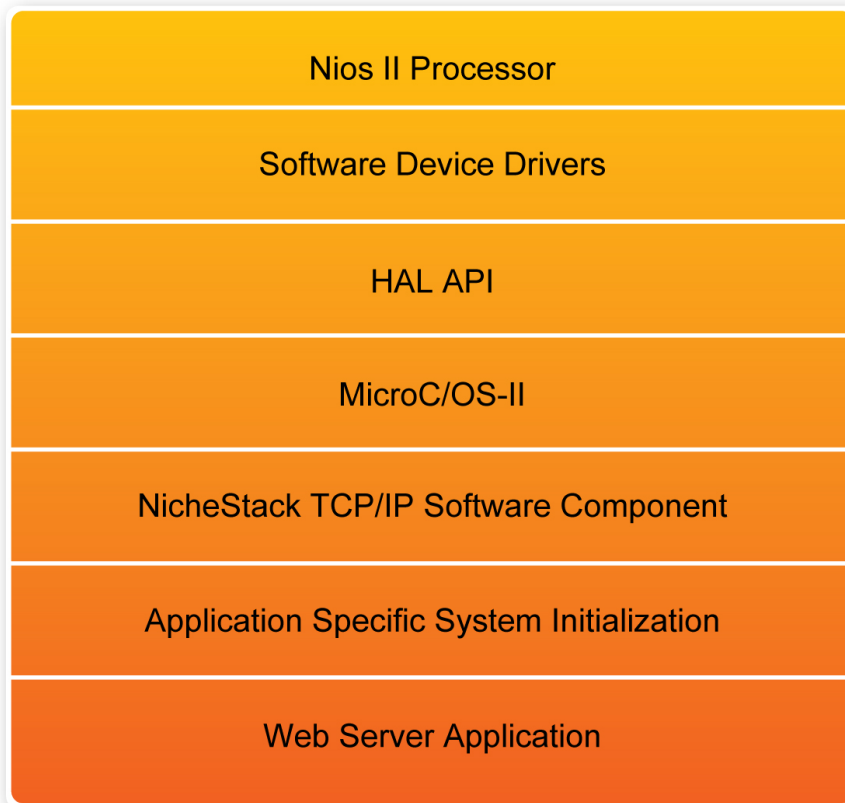 Nios II Processor
Software Device Drivers
HAL API
MicroC/OS-II
NicheStack TCP/IP Software Component
Application Specific System Initialization
Web Server Application